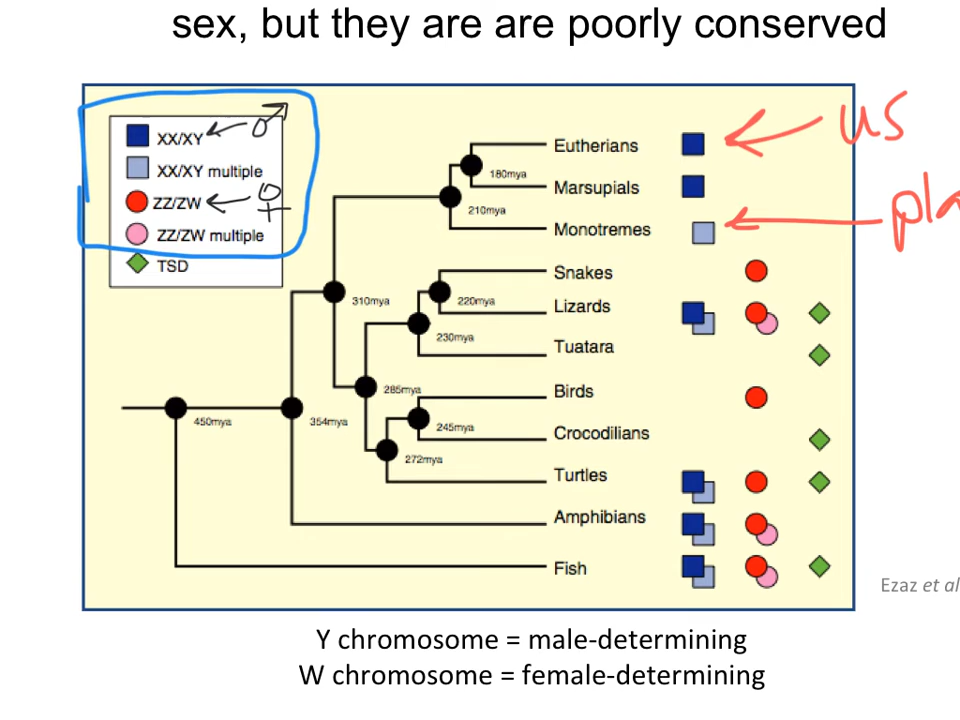 sex, but they are are poorly conserved
XX/XY
XX/XY multiple
ZZ/ZW
ZZ/ZW multiple
TSD
Eutherians
us
180mya
Marsupials
210mya
Monotremes
Snakes
310mya
220mya
Lizards
230mya
Tuatara
285mya
Birds
450mya
354mya
245mya
Crocodilians
272mya
Turtles
Amphibians
Fish
Ezaz et al
Y chromosome = male-determining
W chromosome = female-determining